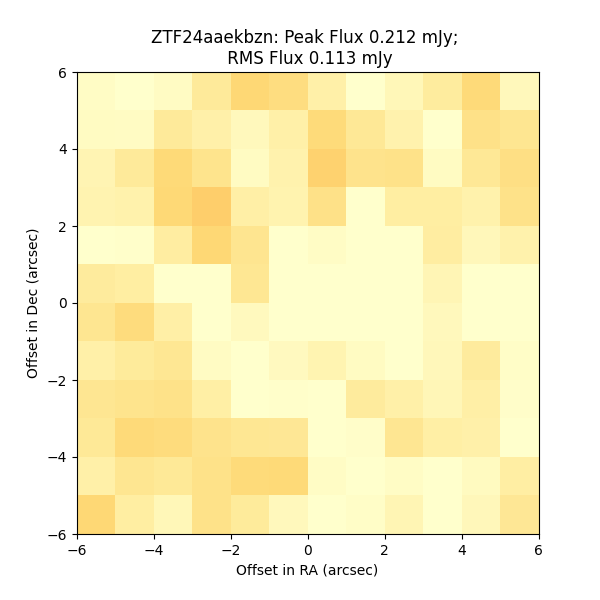 ZTF24aaekbzn: Peak Flux 0.212 mJy;
RMS Flux 0.113 mJy
6
4
2
0
−2
−4
−6
Offset in Dec (arcsec)
−6 −4 −2 0 2 4 6
Offset in RA (arcsec)